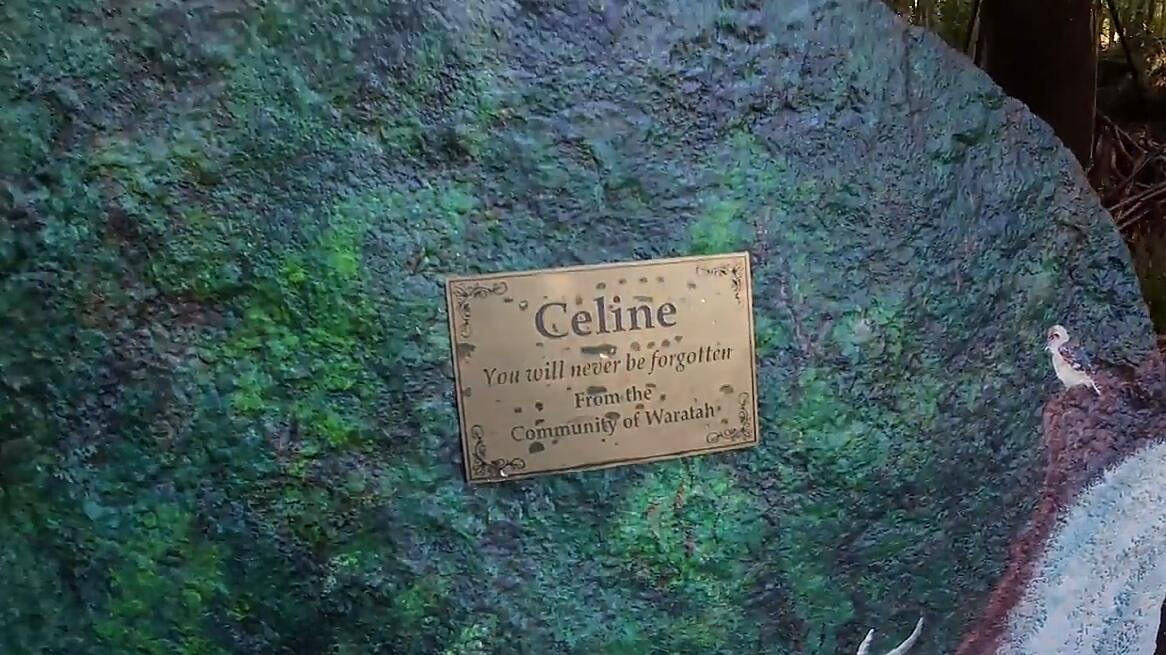 Celine
You will never be forgotten
From the
Community of Waratah